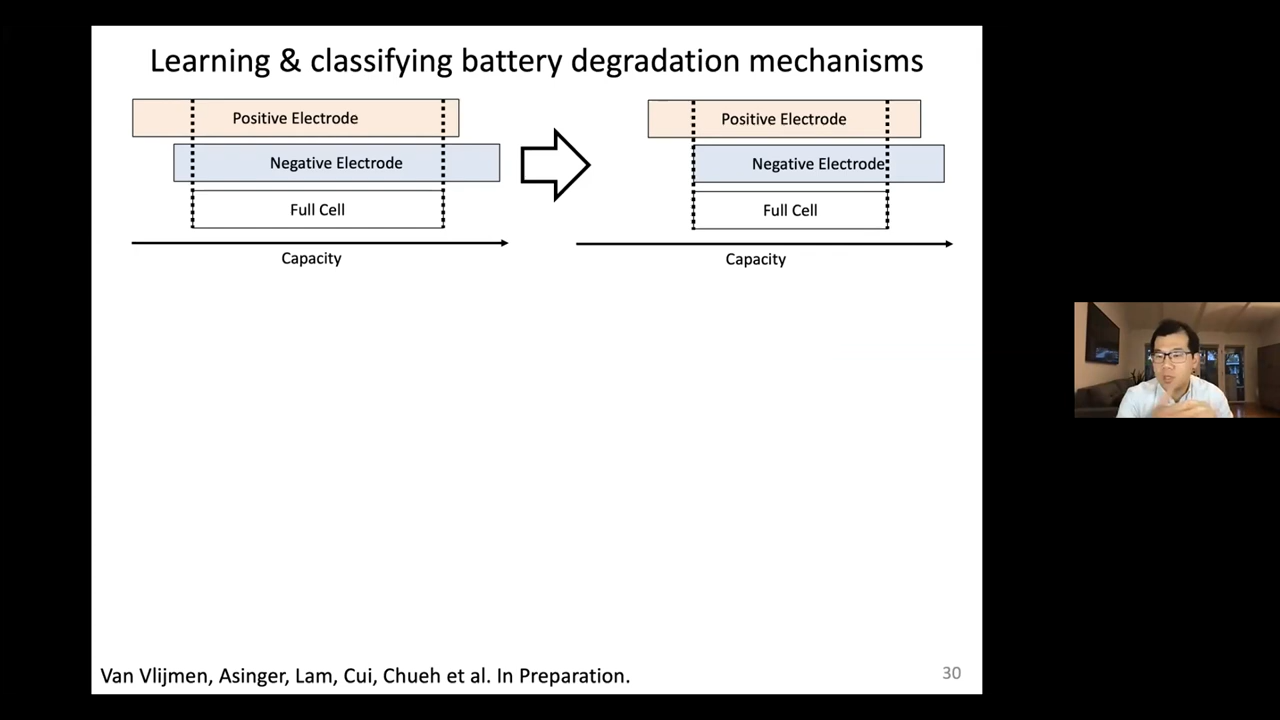 Learning & classifying battery degradation mechanisms
Positive Electrode
Negative Electrode
Full Cell
Capacity
Positive Electrode
Negative Electrode
Full Cell
Capacity
Van Vlijmen, Asinger, Lam, Cui, Chueh et al. In Preparation.
30